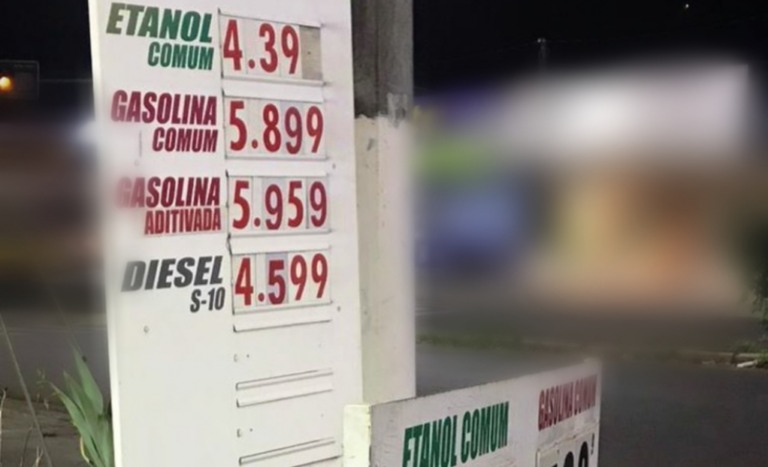 ETANOL
COMUM
4.39
GASOLINA
COMUM
5.899
GASOLINA
ADITIVADA
5.959
DIESEL
S-10
4.599
ETANOL COMUM
GASOLINA COMUM